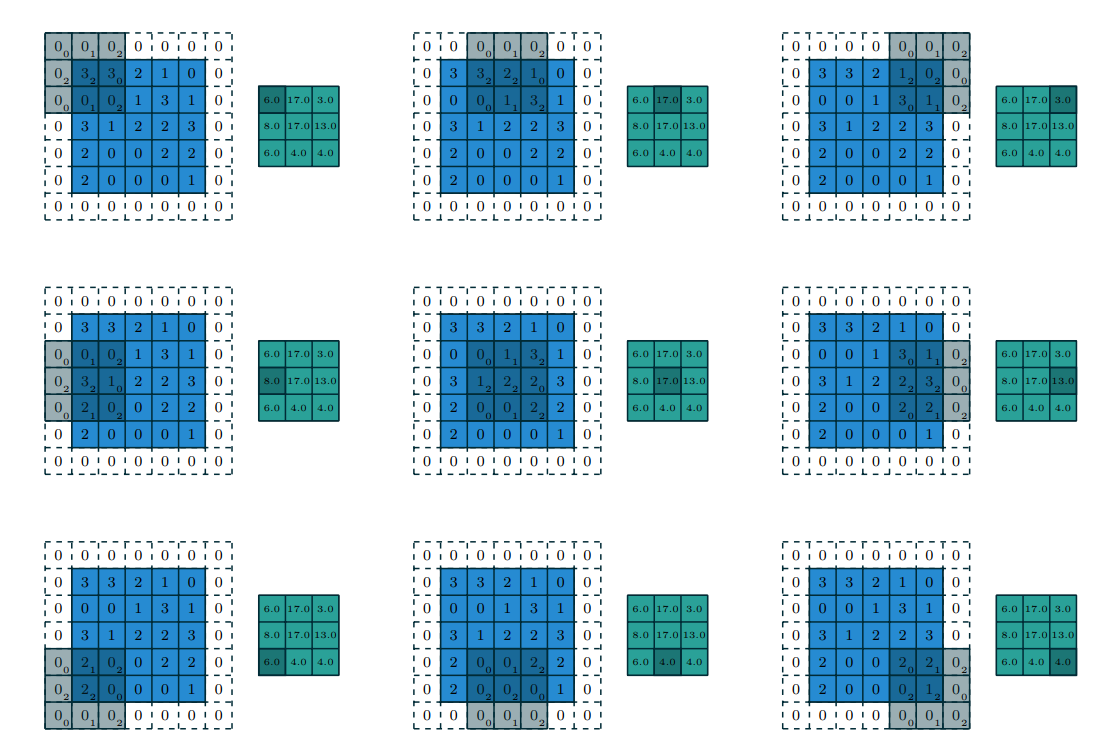 0₀ 0₁ 0₂ 0 0 0 0
0₂ 3₂ 3₀ 2 1 0 0
0₀ 0₁ 0₂ 1 3 1 0
0 3 1 2 2 3 0
0 2 0 0 2 2 0
0 2 0 0 0 1 0
0 0 0 0 0 0 0
6.0 17.0 3.0
8.0 17.0 13.0
6.0 4.0 4.0
0 0 0₀ 0₁ 0₂ 0 0
0 3 3₂ 2₂ 1₀ 0 0
0 0 0₀ 1₁ 3₂ 1 0
0 3 1 2 2 3 0
0 2 0 0 2 2 0
0 2 0 0 0 1 0
0 0 0 0 0 0 0
6.0 17.0 3.0
8.0 17.0 13.0
6.0 4.0 4.0
0 0 0 0 0₀ 0₁ 0₂
0 3 3 2 1₂ 0₂ 0₀
0 0 0 1 3₀ 1₁ 0₂
0 3 1 2 2 3 0
0 2 0 0 2 2 0
0 2 0 0 0 1 0
0 0 0 0 0 0 0
6.0 17.0 3.0
8.0 17.0 13.0
6.0 4.0 4.0
0 0 0 0 0 0 0
0 3 3 2 1 0 0
0₀ 0₁ 0₂ 1 3 1 0
0₂ 3₂ 1₀ 2 2 3 0
0₀ 2₁ 0₂ 0 2 2 0
0 2 0 0 0 1 0
0 0 0 0 0 0 0
6.0 17.0 3.0
8.0 17.0 13.0
6.0 4.0 4.0
0 0 0 0 0 0 0
0 3 3 2 1 0 0
0 0 0₀ 1₁ 3₂ 1 0
0 3 1₂ 2₂ 2₀ 3 0
0 2 0₀ 0₁ 2₂ 2 0
0 2 0 0 0 1 0
0 0 0 0 0 0 0
6.0 17.0 3.0
8.0 17.0 13.0
6.0 4.0 4.0
0 0 0 0 0 0 0
0 3 3 2 1 0 0
0 0 0 1 3₀ 1₁ 0₂
0 3 1 2 2₂ 3₂ 0₀
0 2 0 0 2₀ 2₁ 0₂
0 2 0 0 0 1 0
0 0 0 0 0 0 0
6.0 17.0 3.0
8.0 17.0 13.0
6.0 4.0 4.0
0 0 0 0 0 0 0
0 3 3 2 1 0 0
0 0 0 1 3 1 0
0 3 1 2 2 3 0
0₀ 2₁ 0₂ 0 2 2 0
0₂ 2₂ 0₀ 0 0 1 0
0₀ 0₁ 0₂ 0 0 0 0
6.0 17.0 3.0
8.0 17.0 13.0
6.0 4.0 4.0
0 0 0 0 0 0 0
0 3 3 2 1 0 0
0 0 0 1 3 1 0
0 3 1 2 2 3 0
0 2 0₀ 0₁ 2₂ 2 0
0 2 0₂ 0₂ 0₀ 1 0
0 0 0₀ 0₁ 0₂ 0 0
6.0 17.0 3.0
8.0 17.0 13.0
6.0 4.0 4.0
0 0 0 0 0 0 0
0 3 3 2 1 0 0
0 0 0 1 3 1 0
0 3 1 2 2 3 0
0 2 0 0 2₀ 2₁ 0₂
0 2 0 0 0₂ 1₂ 0₀
0 0 0 0 0₀ 0₁ 0₂
6.0 17.0 3.0
8.0 17.0 13.0
6.0 4.0 4.0